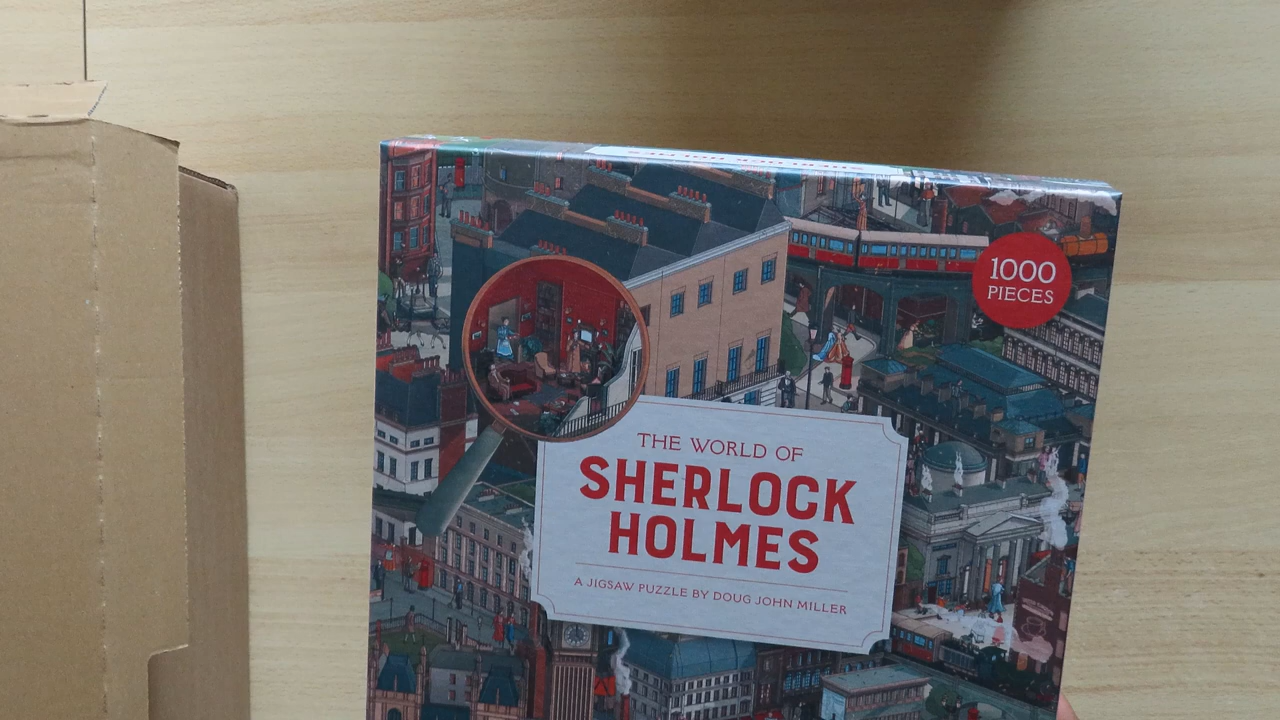 1000
PIECES
THE WORLD OF
SHERLOCK
HOLMES
A JIGSAW PUZZLE BY DOUG JOHN MILLER